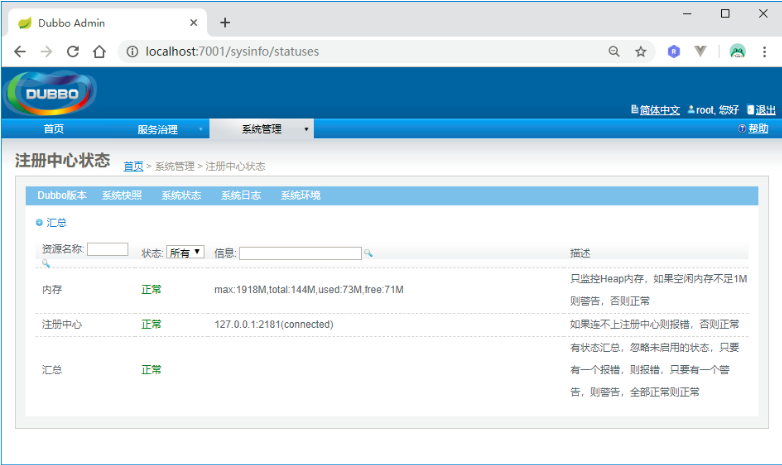 Dubbo Admin
localhost:7001/sysinfo/statuses
DUBBO
简体中文 root, 您好 退出
首页 服务治理 系统管理 帮助
注册中心状态 首页 > 系统管理 > 注册中心状态
Dubbo版本 系统快照 系统状态 系统日志 系统环境
汇总
资源名称: 状态: 所有 信息: 描述
内存 正常 max:1918M,total:144M,used:73M,free:71M 只监控Heap内存，如果空闲内存不足1M
则警告，否则正常
注册中心 正常 127.0.0.1:2181(connected) 如果连不上注册中心则报错，否则正常
汇总 正常 有状态汇总，忽略未启用的状态，只要
有一个报错，则报错，只要有一个警
告，则警告，全部正常则正常